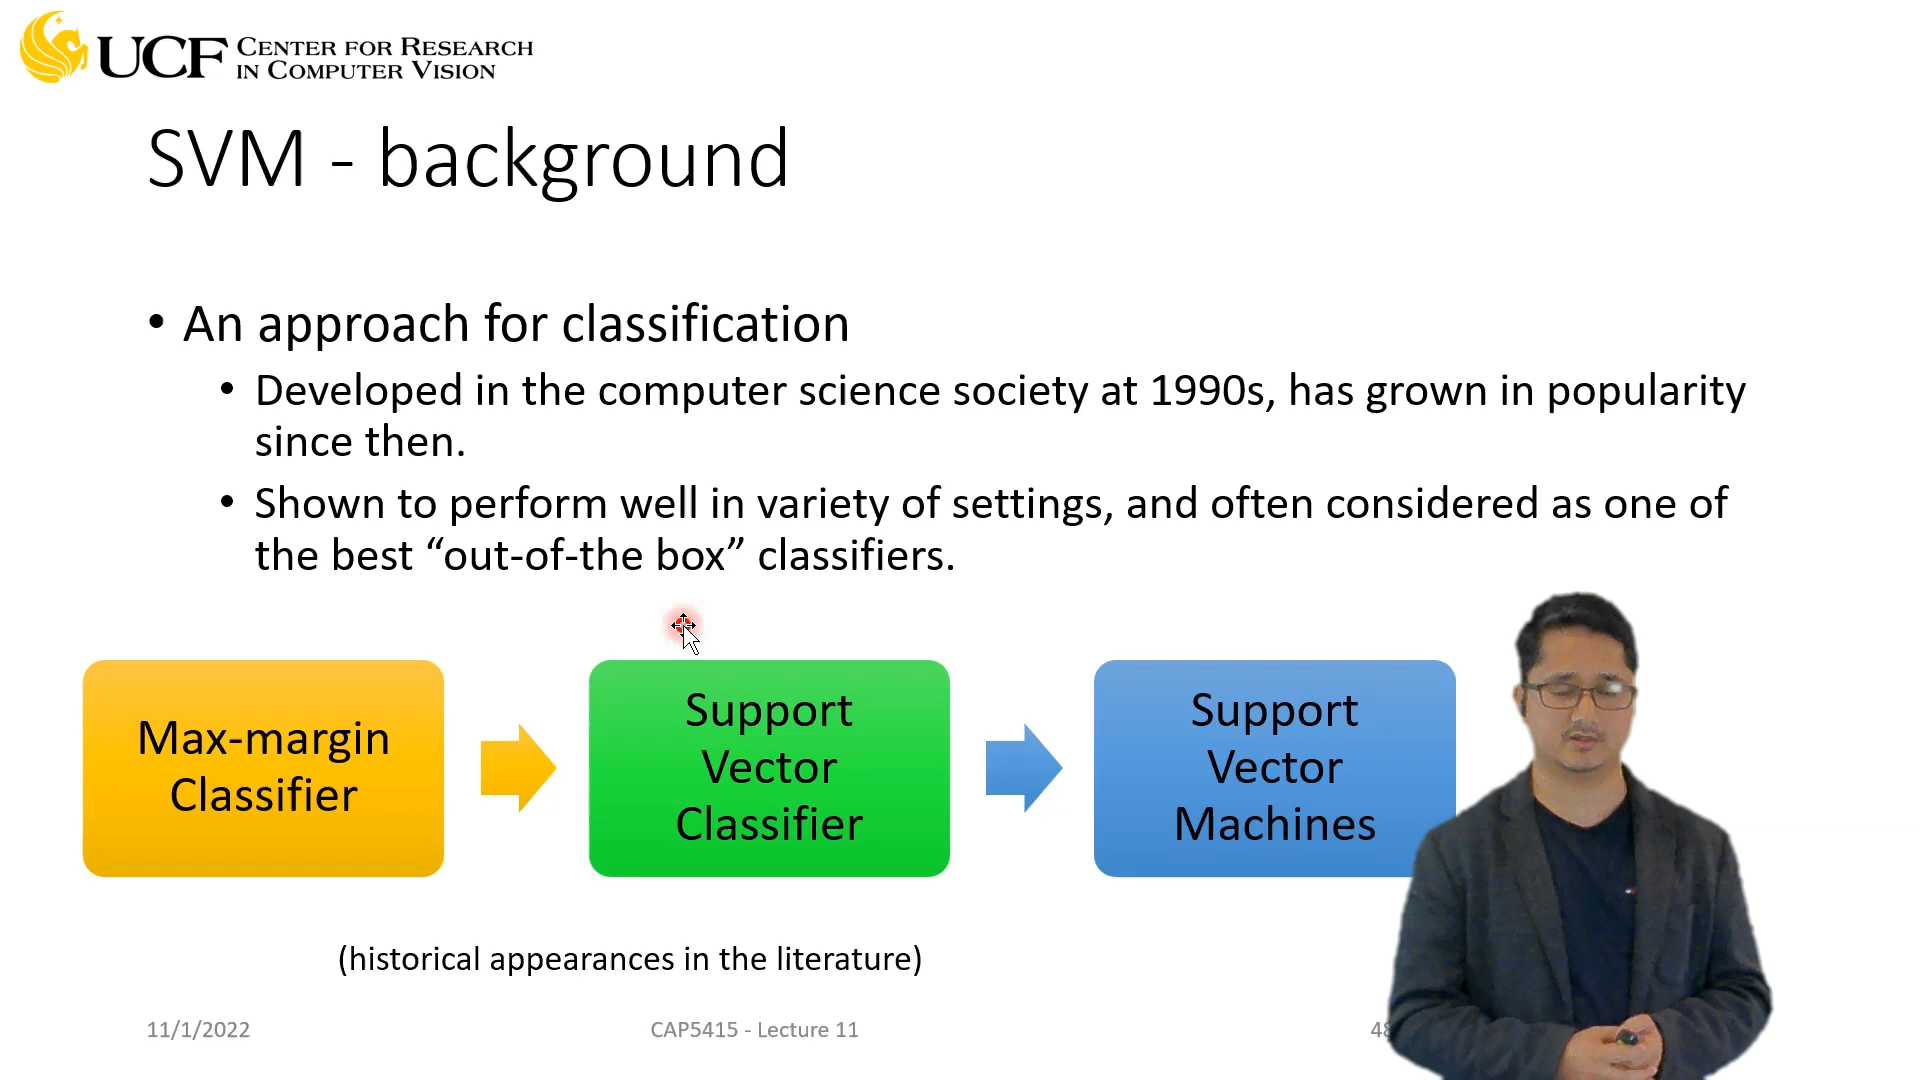 UCF CENTER FOR RESEARCH
IN COMPUTER VISION
SVM - background
• An approach for classification
• Developed in the computer science society at 1990s, has grown in popularity
since then.
• Shown to perform well in variety of settings, and often considered as one of
the best “out-of-the box” classifiers.
Max-margin
Classifier
Support
Vector
Classifier
Support
Vector
Machines
(historical appearances in the literature)
11/1/2022
CAP5415 - Lecture 11